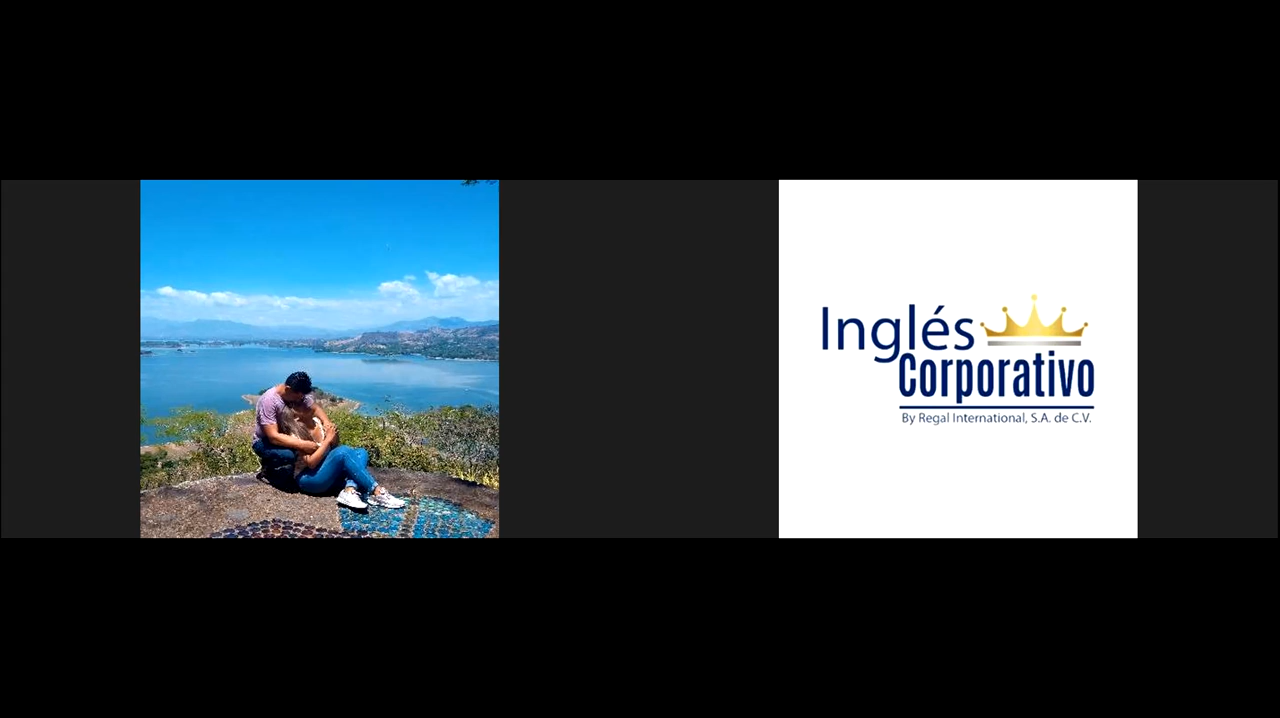 Inglés
Corporativo
By Regal International, S.A. de C.V.